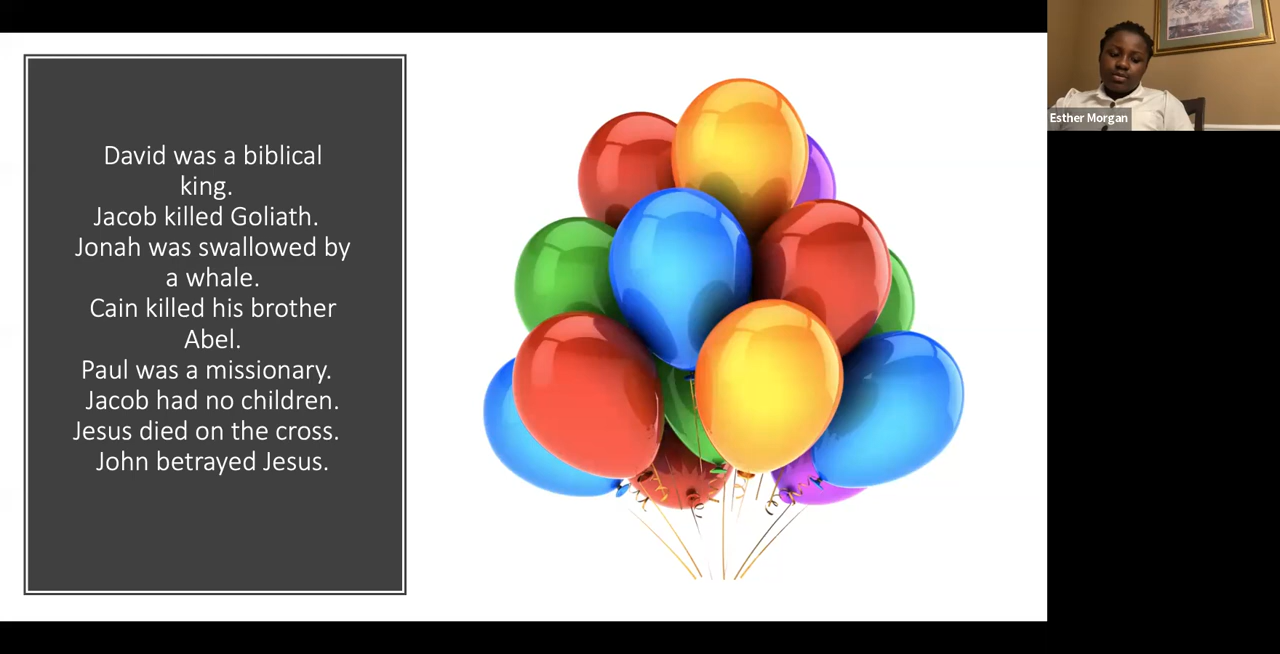 David was a biblical
king.
Jacob killed Goliath.
Jonah was swallowed by
a whale.
Cain killed his brother
Abel.
Paul was a missionary.
Jacob had no children.
Jesus died on the cross.
John betrayed Jesus.
Esther Morgan